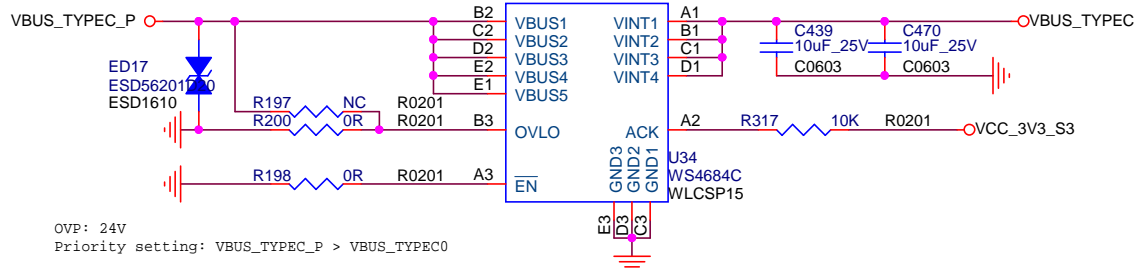 VBUS_TYPEC_P
B2 VBUS1 VINT1 A1 VBUS_TYPEC
C2 VBUS2 VINT2 B1 C439 C470
D2 VBUS3 VINT3 C1 10uF_25V 10uF_25V
E2 VBUS4 VINT4 D1 C0603 C0603
E1 VBUS5
ED17
ESD1610
R197 NC R0201
R200 0R R0201 B3 OVLO ACK A2 R317 10K R0201 VCC_3V3_S3
R198 0R R0201 A3 EN
GND3 GND2 GND1
E3 D3 C3
U34
WS4684C
WLCSP15
OVP: 24V
Priority setting: VBUS_TYPEC_P > VBUS_TYPEC0